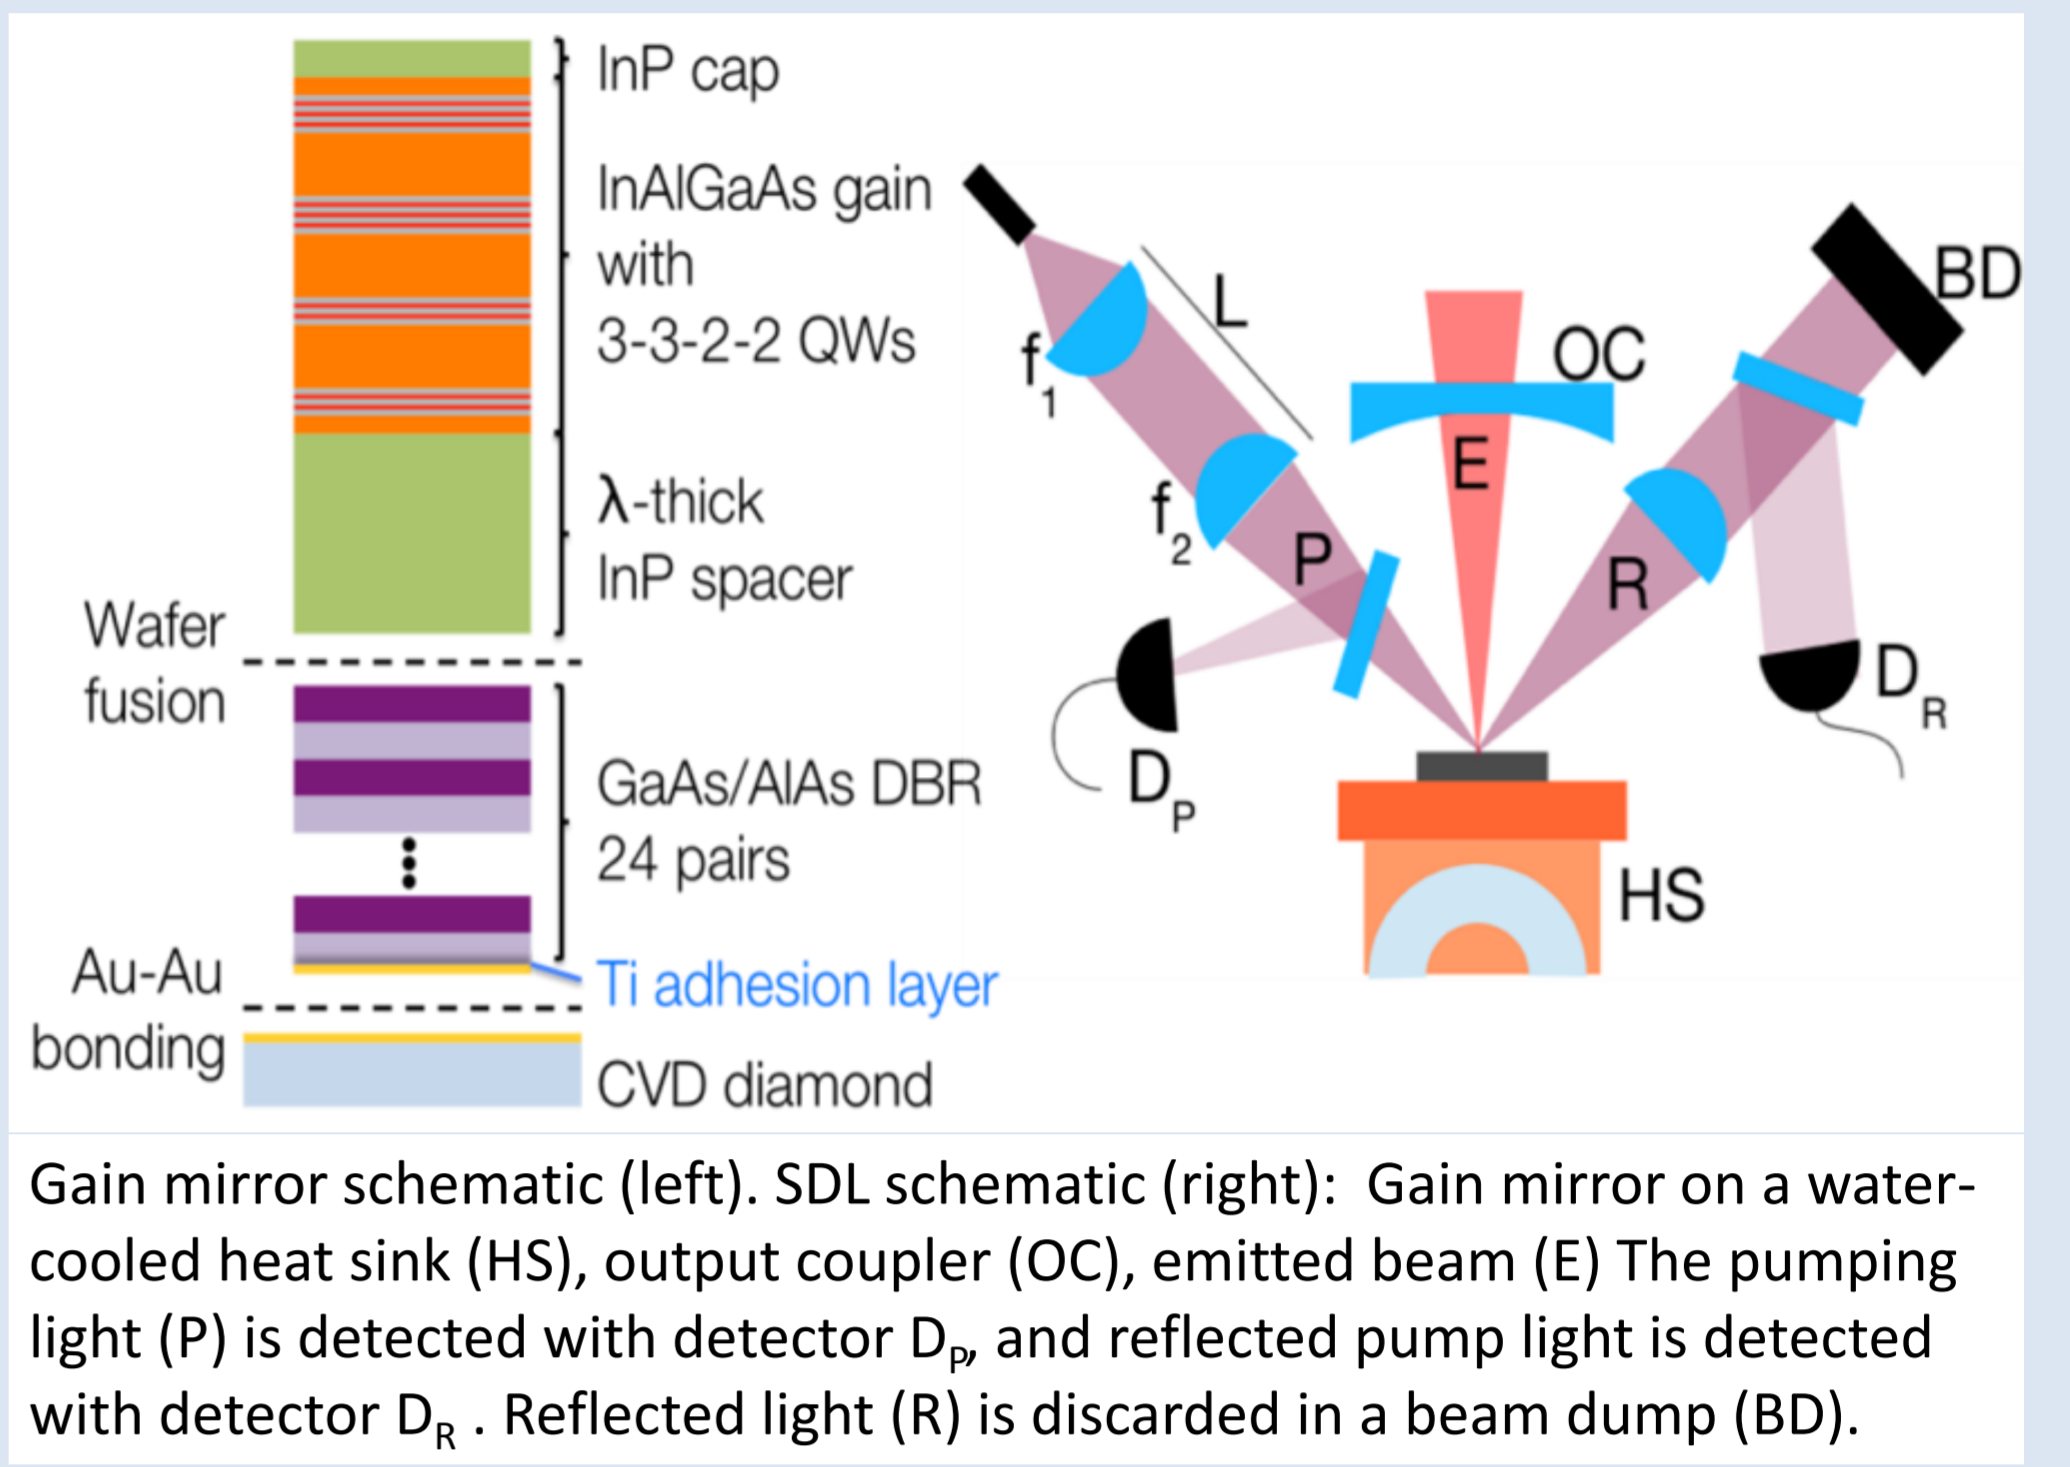 InP cap
InAlGaAs gain
with
3-3-2-2 QWs
λ-thick
InP spacer
Wafer
fusion
GaAs/AlAs DBR
24 pairs
Au-Au
bonding
Ti adhesion layer
CVD diamond
L
f1
f2
P
DP
E
OC
R
BD
DR
HS
Gain mirror schematic (left). SDL schematic (right):  Gain mirror on a water-
cooled heat sink (HS), output coupler (OC), emitted beam (E) The pumping
light (P) is detected with detector DP, and reflected pump light is detected
with detector DR . Reflected light (R) is discarded in a beam dump (BD).